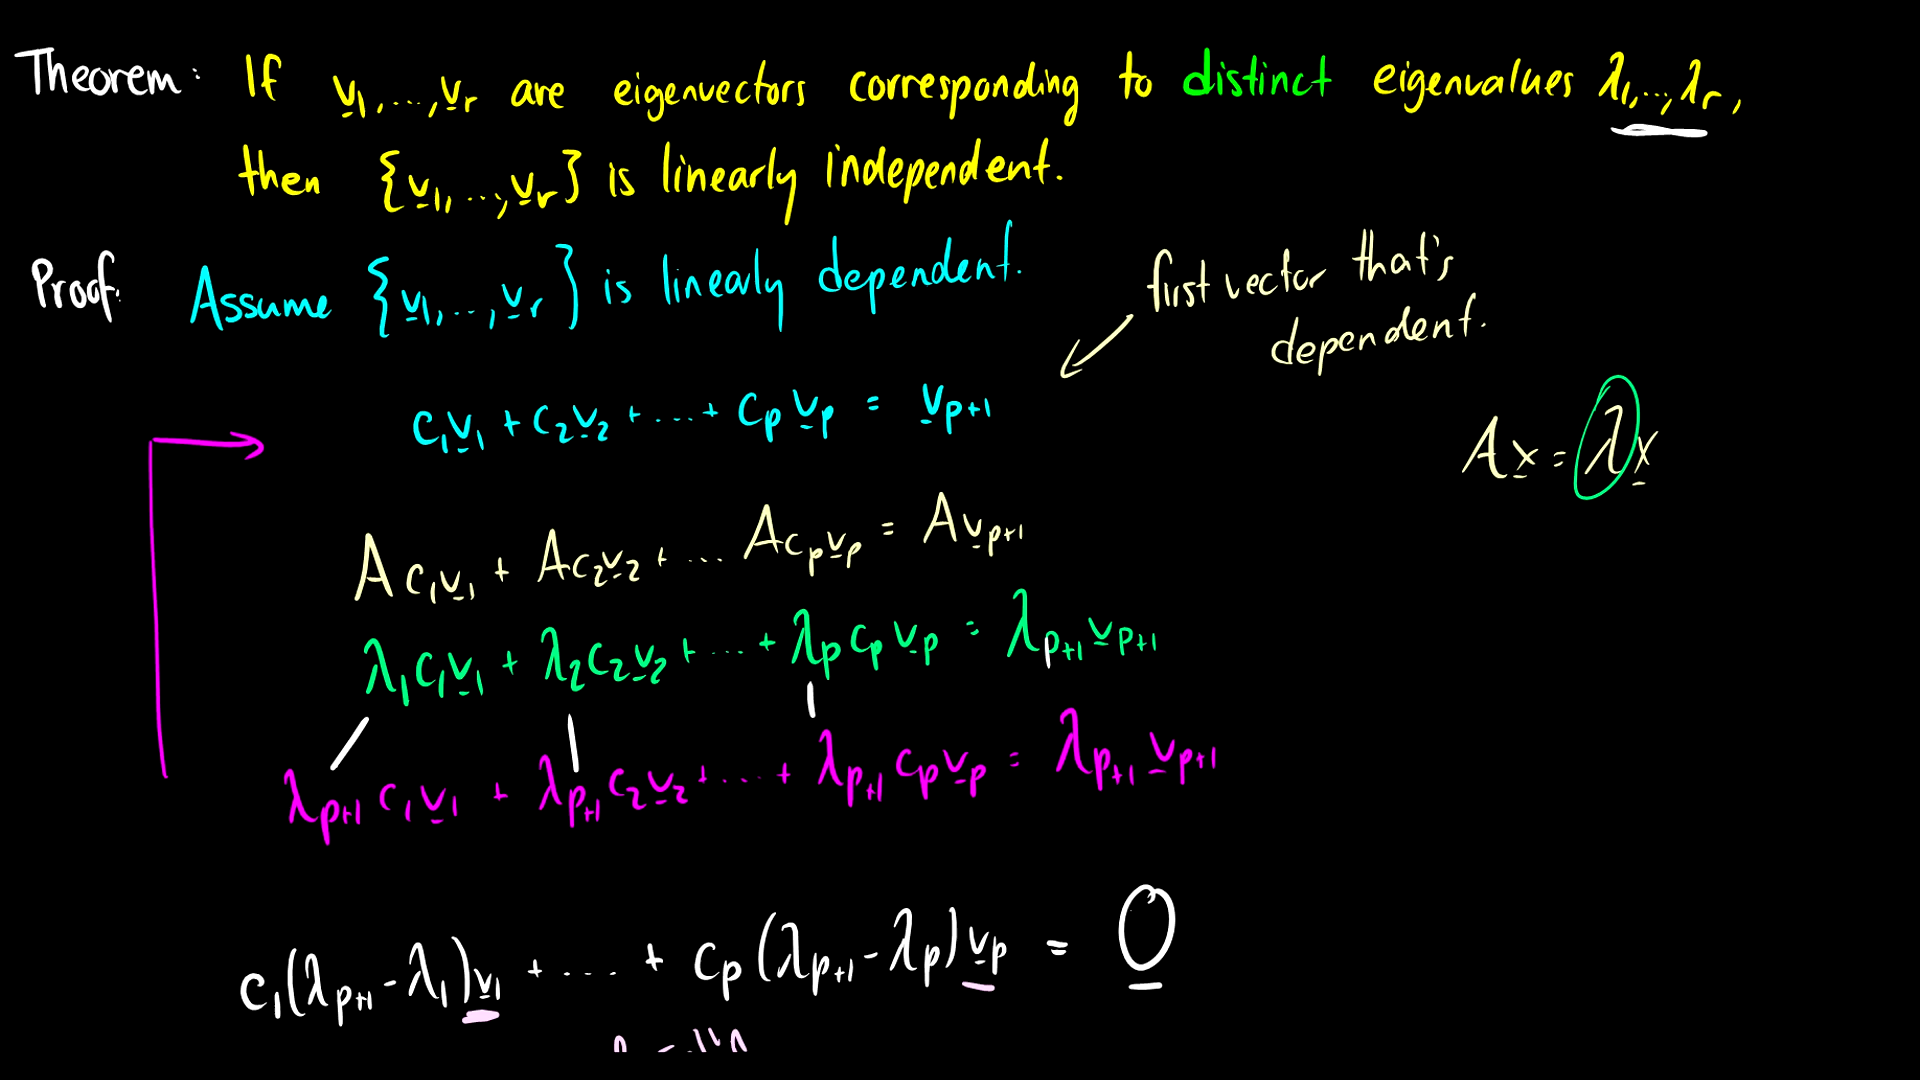 Theorem: If v₁,...,vᵣ are eigenvectors corresponding to distinct eigenvalues λ₁,..,λᵣ,
then {v₁,...,vᵣ} is linearly independent.
Proof: Assume {v₁,...,vᵣ} is linearly dependent.
first vector that's
dependent.
c₁v₁ + c₂v₂ + ....+ cₚvₚ = vₚ₊₁
Ax = λx
Ac₁v₁ + Ac₂v₂ + ... Acₚvₚ = Avₚ₊₁
λ₁c₁v₁ + λ₂c₂v₂ + ... + λₚcₚvₚ = λₚ₊₁vₚ₊₁
λₚ₊₁c₁v₁ + λₚ₊₁c₂v₂ + ... + λₚ₊₁cₚvₚ = λₚ₊₁vₚ₊₁
c₁(λₚ₊₁-λ₁)v₁ + .... + cₚ(λₚ₊₁-λₚ)vₚ = 0